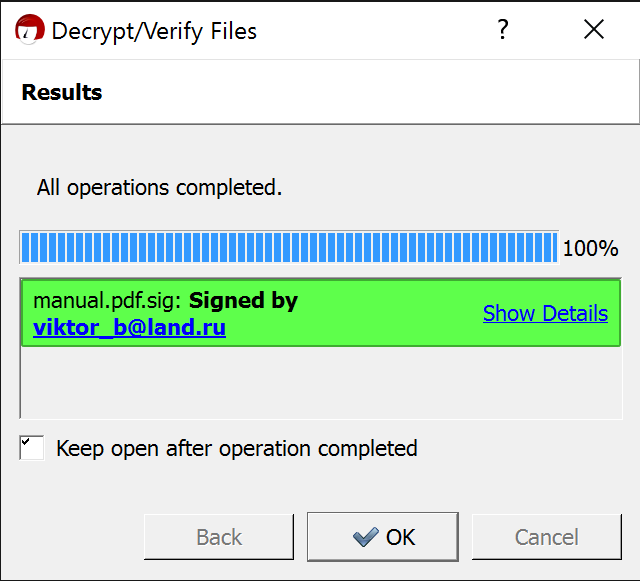 Decrypt/Verify Files
?
Results
All operations completed.
100%
manual.pdf.sig: Signed by
viktor_b@land.ru
Show Details
Keep open after operation completed
Back
OK
Cancel